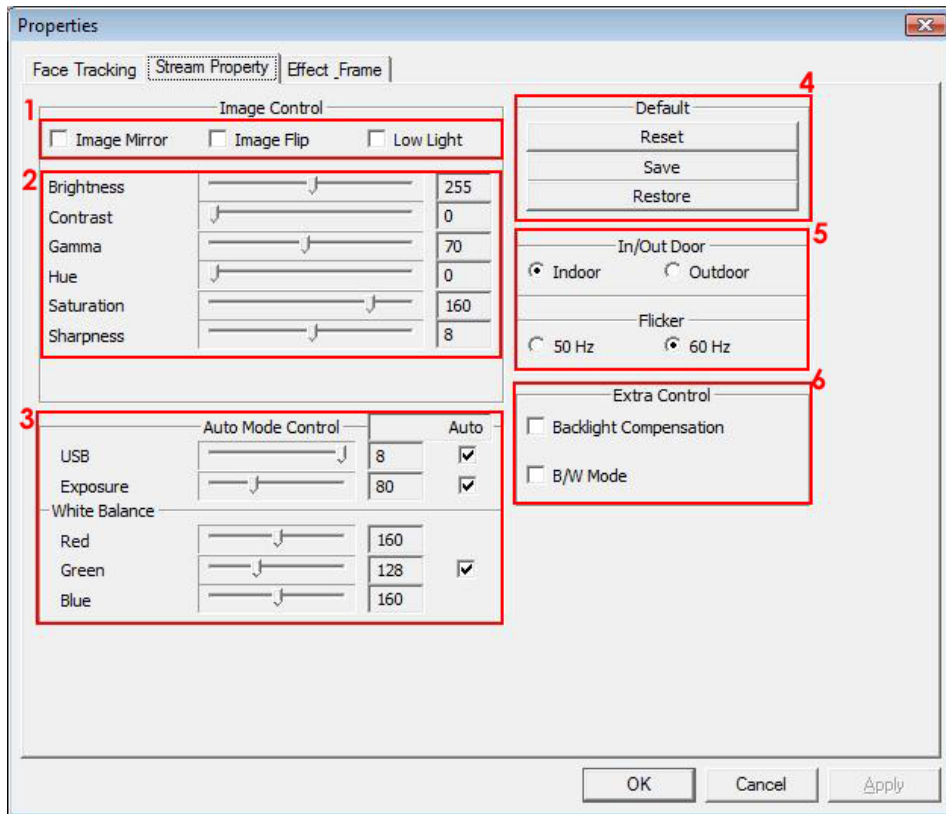 Properties
Face Tracking Stream Property Effect _Frame
1
Image Control
Image Mirror Image Flip Low Light
2
Brightness 255
Contrast 0
Gamma 70
Hue 0
Saturation 160
Sharpness 8
3
Auto Mode Control Auto
USB 8
Exposure 80
White Balance
Red 160
Green 128
Blue 160
4
Default
Reset
Save
Restore
5
In/Out Door
Indoor Outdoor
Flicker
50 Hz 60 Hz
6
Extra Control
Backlight Compensation
B/W Mode
OK Cancel Apply